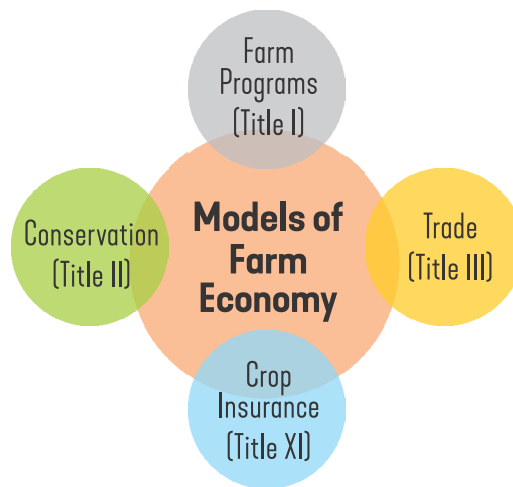 Farm
Programs
(Title I)
Conservation
(Title II)
Models of
Farm
Economy
Trade
(Title III)
Crop
Insurance
(Title XI)